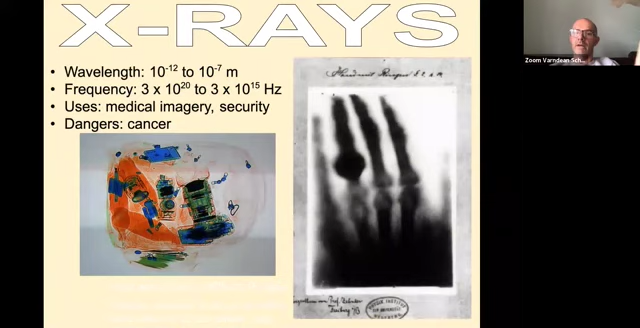 X-RAYS
• Wavelength: 10⁻¹² to 10⁻⁷ m
• Frequency: 3 x 10²⁰ to 3 x 10¹⁵ Hz
• Uses: medical imagery, security
• Dangers: cancer
Zoom Varndean Sch...